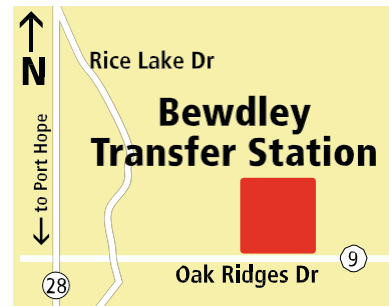 N
Rice Lake Dr
Bewdley
Transfer Station
to Port Hope
9
Oak Ridges Dr
28